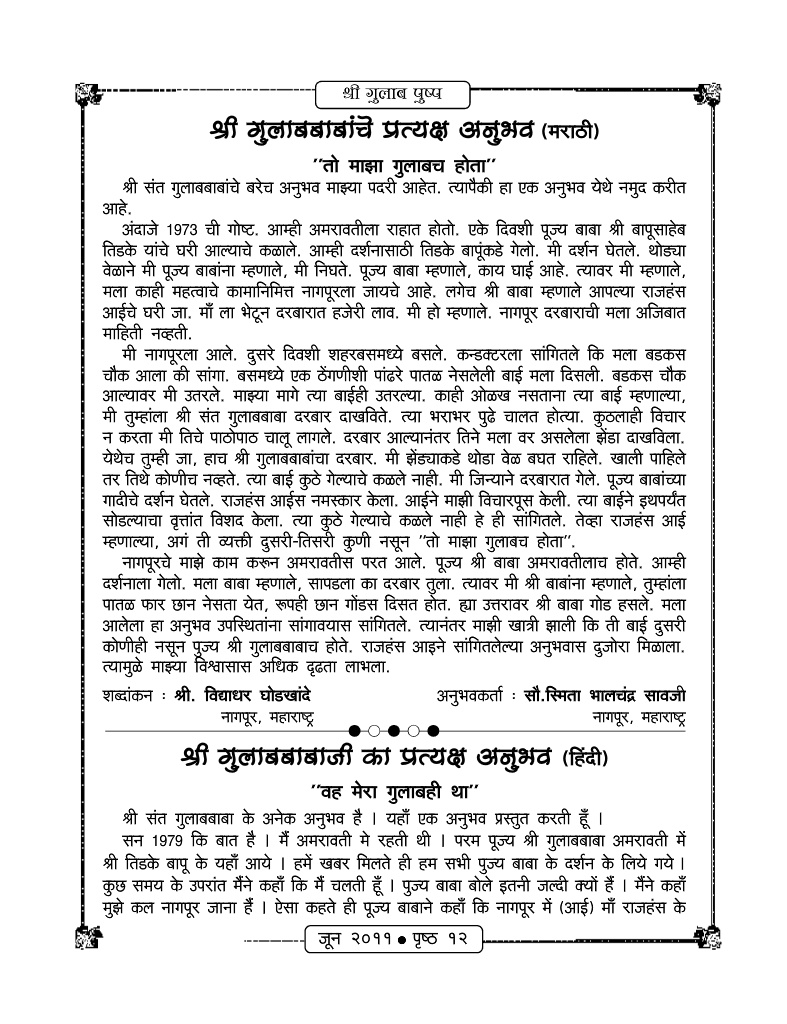 श्री गुलाब पुष्प
श्री गुलाबबाबांचे प्रत्यक्ष अनुभव (मराठी)
"तो माझा गुलाबच होता"
श्री संत गुलाबबाबांचे बरेच अनुभव माझ्या पदरी आहेत. त्यापैकी हा एक अनुभव येथे नमुद करीत
आहे.
अंदाजे 1973 ची गोष्ट. आम्ही अमरावतीला राहात होतो. एके दिवशी पूज्य बाबा श्री बापूसाहेब
तिडके यांचे घरी आल्याचे कळाले. आम्ही दर्शनासाठी तिडके बापूंकडे गेलो. मी दर्शन घेतले. थोड्या
वेळाने मी पूज्य बाबांना म्हणाले, मी निघते. पूज्य बाबा म्हणाले, काय घाई आहे. त्यावर मी म्हणाले,
मला काही महत्वाचे कामानिमित्त नागपूरला जायचे आहे. लगेच श्री बाबा म्हणाले आपल्या राजहंस
आईचे घरी जा. माँ ला भेटून दरबारात हजेरी लाव. मी हो म्हणाले. नागपूर दरबाराची मला अजिबात
माहिती नव्हती.
मी नागपूरला आले. दुसरे दिवशी शहरबसमध्ये बसले. कन्डक्टरला सांगितले कि मला बडकस
चौक आला की सांगा. बसमध्ये एक ठेंगणीशी पांढरे पातळ नेसलेली बाई मला दिसली. बडकस चौक
आल्यावर मी उतरले. माझ्या मागे त्या बाईही उतरल्या. काही ओळख नसताना त्या बाई म्हणाल्या,
मी तुम्हांला श्री संत गुलाबबाबा दरबार दाखविते. त्या भराभर पुढे चालत होत्या. कुठलाही विचार
न करता मी तिचे पाठोपाठ चालू लागले. दरबार आल्यानंतर तिने मला वर असलेला झेंडा दाखविला.
येथेच तुम्ही जा, हाच श्री गुलाबबाबांचा दरबार. मी झेंड्याकडे थोडा वेळ बघत राहिले. खाली पाहिले
तर तिथे कोणीच नव्हते. त्या बाई कुठे गेल्याचे कळले नाही. मी जिन्याने दरबारात गेले. पूज्य बाबांच्या
गादीचे दर्शन घेतले. राजहंस आईस नमस्कार केला. आईने माझी विचारपूस केली. त्या बाईने इथपर्यंत
सोडल्याचा वृत्तांत विशद केला. त्या कुठे गेल्याचे कळले नाही हे ही सांगितले. तेव्हा राजहंस आई
म्हणाल्या, अगं ती व्यक्ती दुसरी-तिसरी कुणी नसून "तो माझा गुलाबच होता".
नागपूरचे माझे काम करून अमरावतीस परत आले. पूज्य श्री बाबा अमरावतीलाच होते. आम्ही
दर्शनाला गेलो. मला बाबा म्हणाले, सापडला का दरबार तुला. त्यावर मी श्री बाबांना म्हणाले, तुम्हांला
पातळ फार छान नेसता येत, रूपही छान गोंडस दिसत होत. ह्या उत्तरावर श्री बाबा गोड हसले. मला
आलेला हा अनुभव उपस्थितांना सांगावयास सांगितले. त्यानंतर माझी खात्री झाली कि ती बाई दुसरी
कोणीही नसून पुज्य श्री गुलाबबाबाच होते. राजहंस आइने सांगितलेल्या अनुभवास दुजोरा मिळाला.
त्यामुळे माझ्या विश्वासास अधिक दृढता लाभला.
शब्दांकन : श्री. विद्याधर घोडखांदे अनुभवकर्ता : सौ.स्मिता भालचंद्र सावजी
नागपूर, महाराष्ट्र नागपूर, महाराष्ट्र
श्री गुलाबबाबाजी का प्रत्यक्ष अनुभव (हिंदी)
"वह मेरा गुलाबही था"
श्री संत गुलाबबाबा के अनेक अनुभव है । यहाँ एक अनुभव प्रस्तुत करती हूँ ।
सन 1979 कि बात है । मैं अमरावती मे रहती थी । परम पूज्य श्री गुलाबबाबा अमरावती में
श्री तिडके बापू के यहाँ आये । हमें खबर मिलते ही हम सभी पुज्य बाबा के दर्शन के लिये गये ।
कुछ समय के उपरांत मैंने कहाँ कि मैं चलती हूँ । पुज्य बाबा बोले इतनी जल्दी क्यों हैं । मैंने कहाँ
मुझे कल नागपूर जाना हैं । ऐसा कहते ही पूज्य बाबाने कहाँ कि नागपूर में (आई) माँ राजहंस के
जून २०११ ● पृष्ठ १२